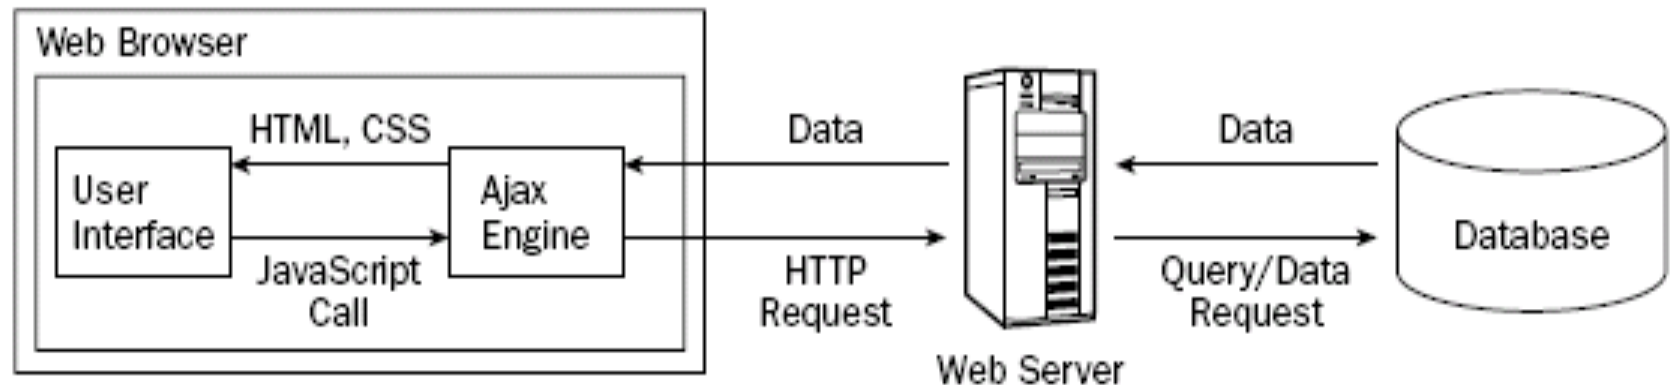 Web Browser
HTML, CSS
Data
Data
User
Interface
Ajax
Engine
Database
JavaScript
Call
HTTP
Request
Query/Data
Request
Web Server